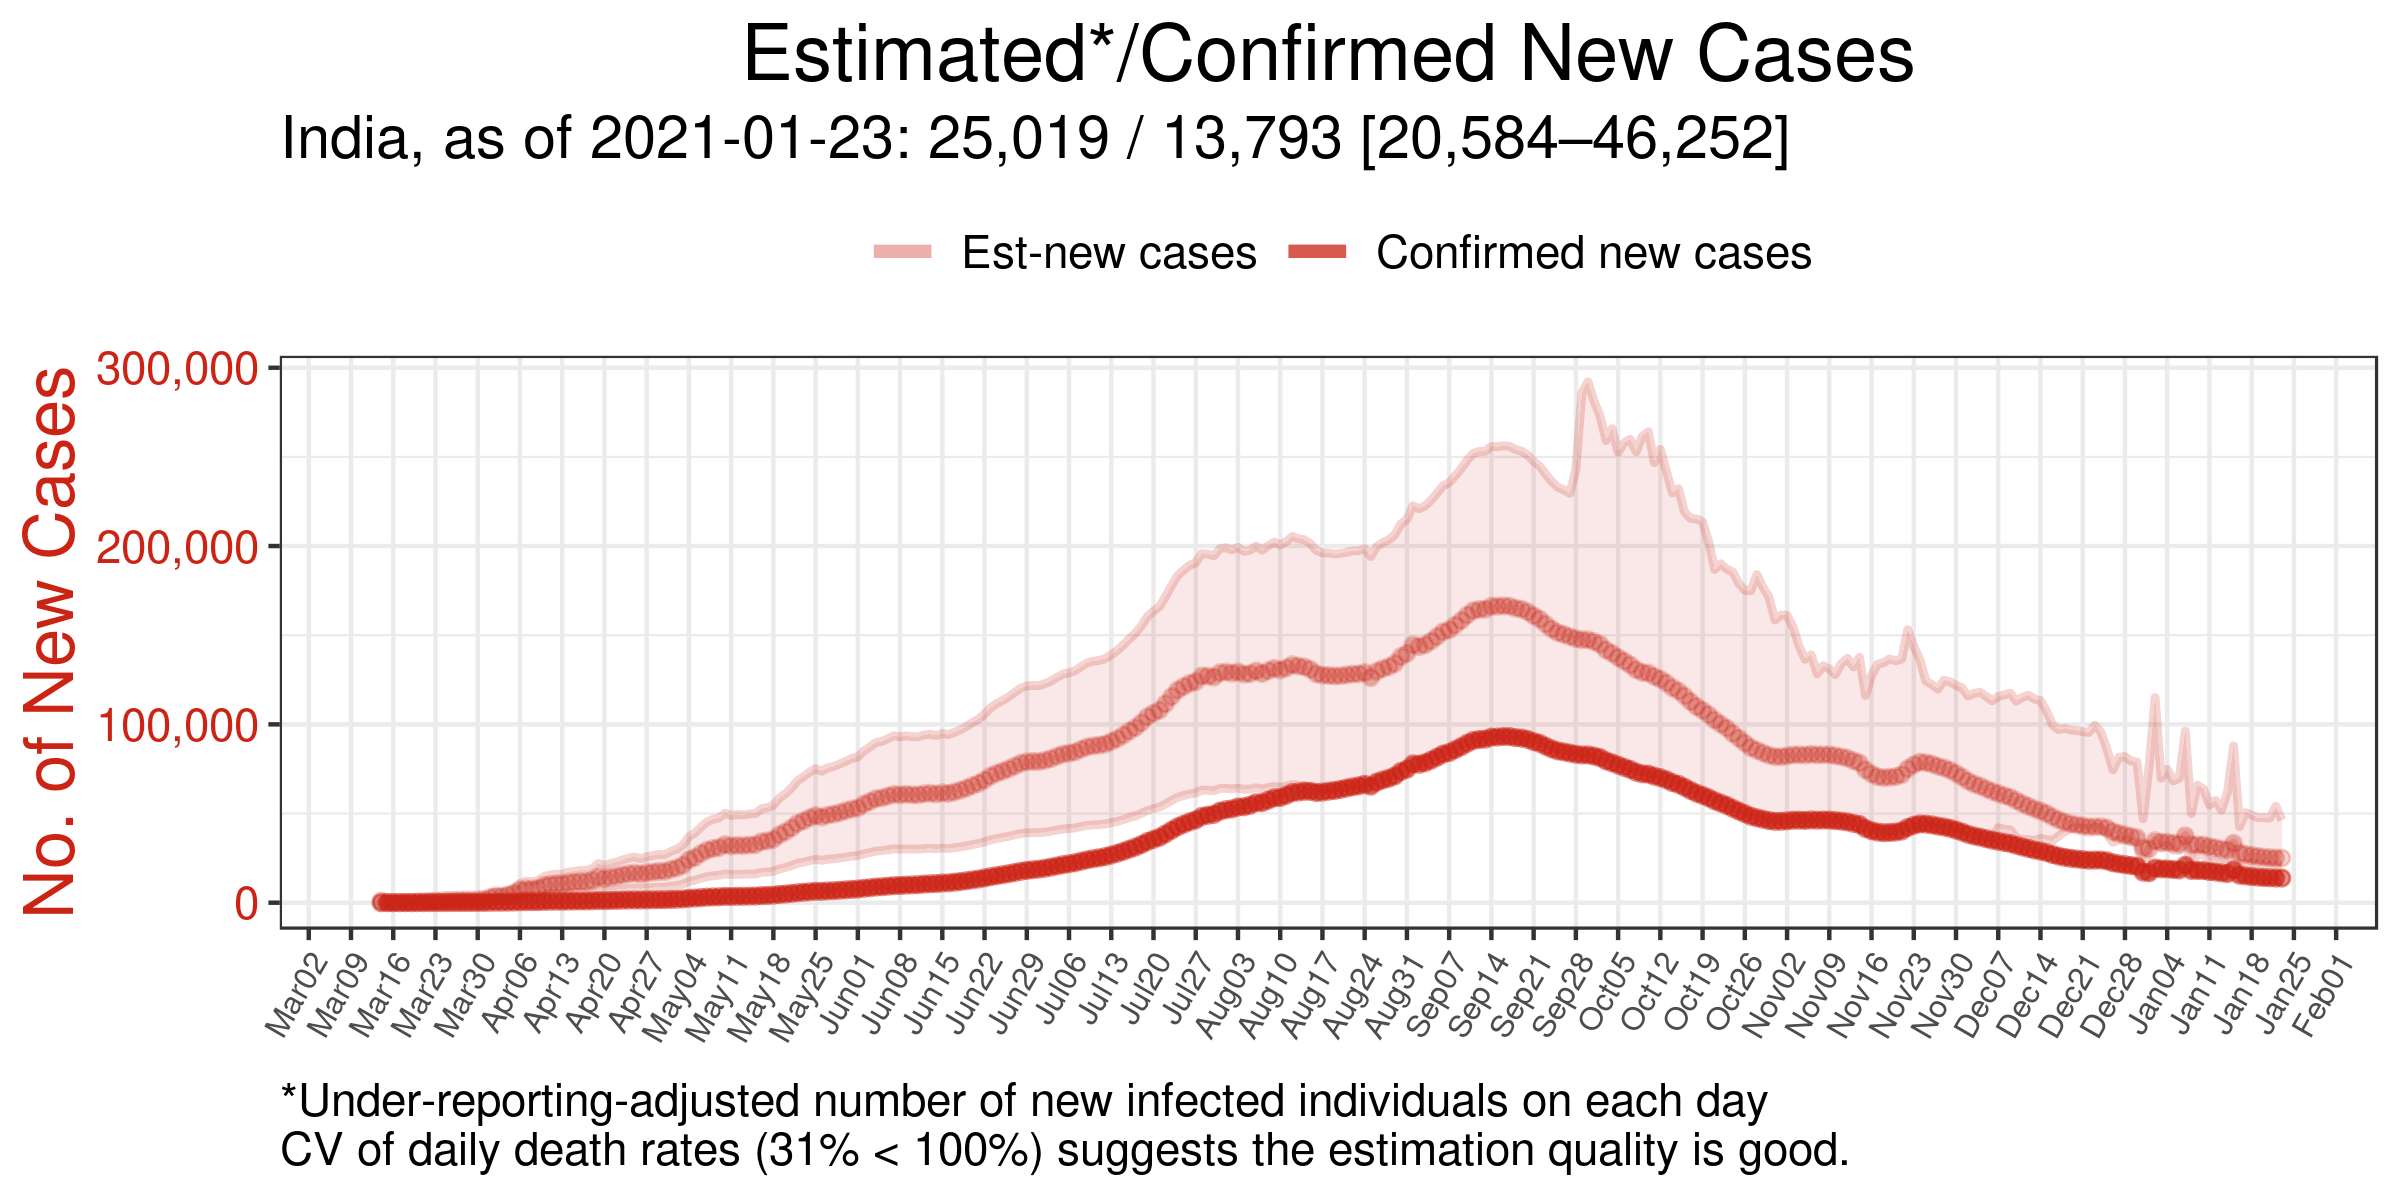 Estimated*/Confirmed New Cases
India, as of 2021-01-23: 25,019 / 13,793 [20,584–46,252]
Est-new cases
Confirmed new cases
No. of New Cases
300,000
200,000
100,000
0
Mar02
Mar09
Mar16
Mar23
Mar30
Apr06
Apr13
Apr20
Apr27
May04
May11
May18
May25
Jun01
Jun08
Jun15
Jun22
Jun29
Jul06
Jul13
Jul20
Jul27
Aug03
Aug10
Aug17
Aug24
Aug31
Sep07
Sep14
Sep21
Sep28
Oct05
Oct12
Oct19
Oct26
Nov02
Nov09
Nov16
Nov23
Nov30
Dec07
Dec14
Dec21
Dec28
Jan04
Jan11
Jan18
Jan25
Feb01
*Under-reporting-adjusted number of new infected individuals on each day
CV of daily death rates (31% < 100%) suggests the estimation quality is good.